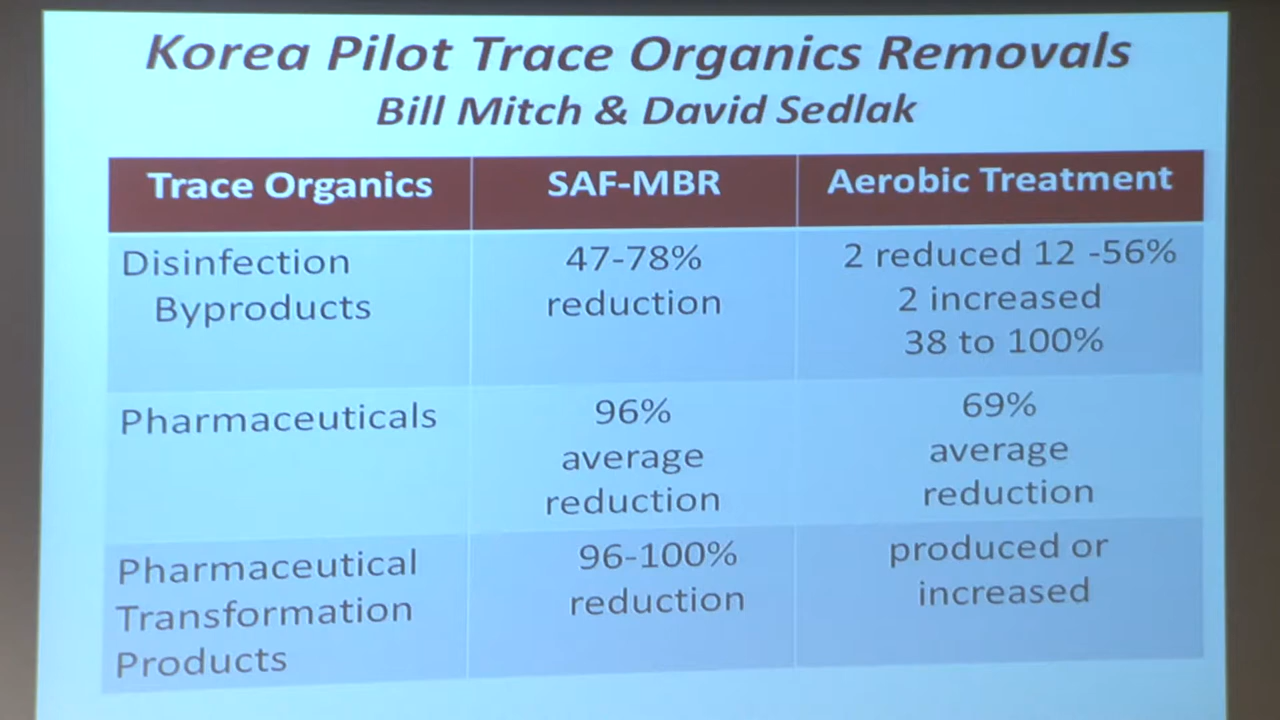 Korea Pilot Trace Organics Removals
Bill Mitch & David Sedlak
Trace Organics
SAF-MBR
Aerobic Treatment
Disinfection
Byproducts
47-78%
reduction
2 reduced 12 -56%
2 increased
38 to 100%
Pharmaceuticals
96%
average
reduction
69%
average
reduction
Pharmaceutical
Transformation
Products
96-100%
reduction
produced or
increased